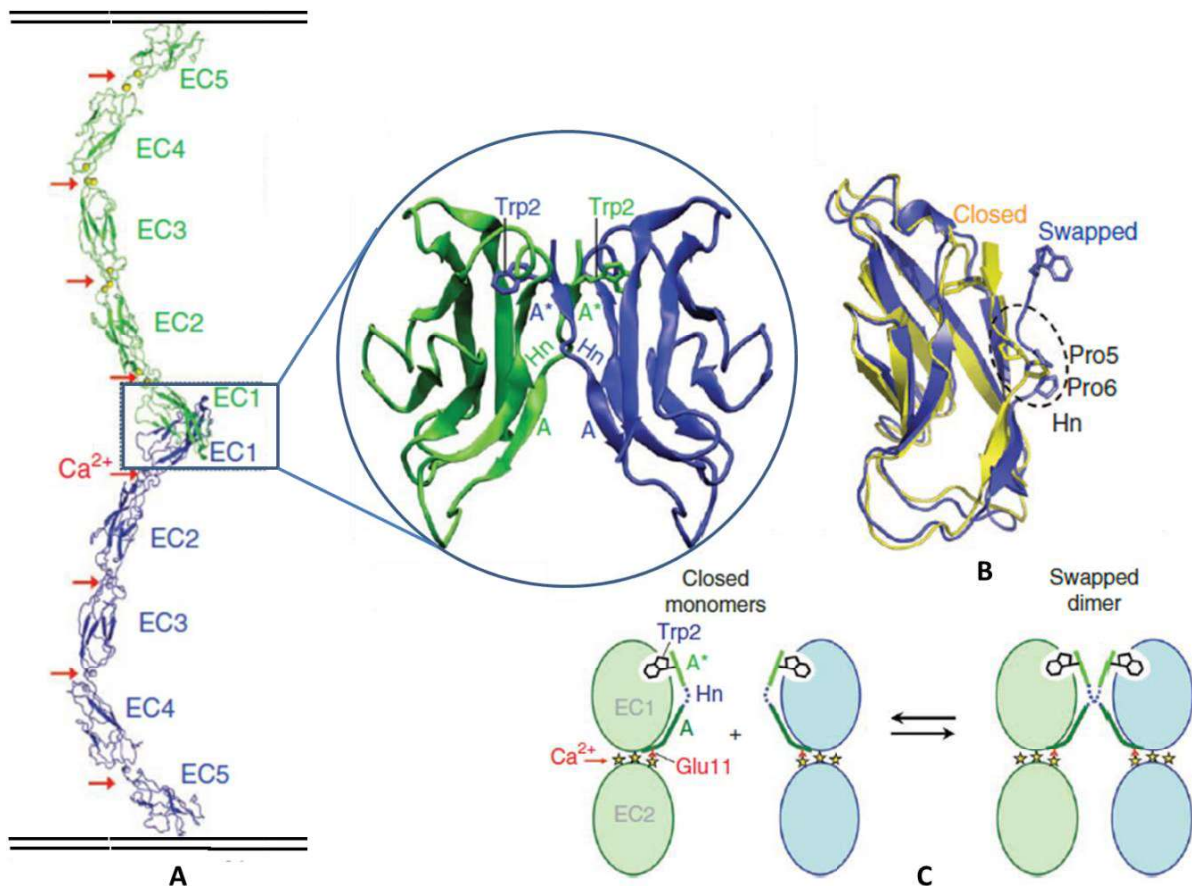 EC5
EC4
EC3
EC2
EC1
EC1
Ca2+
EC2
EC3
EC4
EC5
A
Trp2 Trp2
A* A*
Hn Hn
A A
Closed
Swapped
Pro5
Pro6
Hn
B
Closed
monomers
Swapped
dimer
Trp2
A*
Hn
EC1
A
+
Ca2+
Glu11
EC2
C